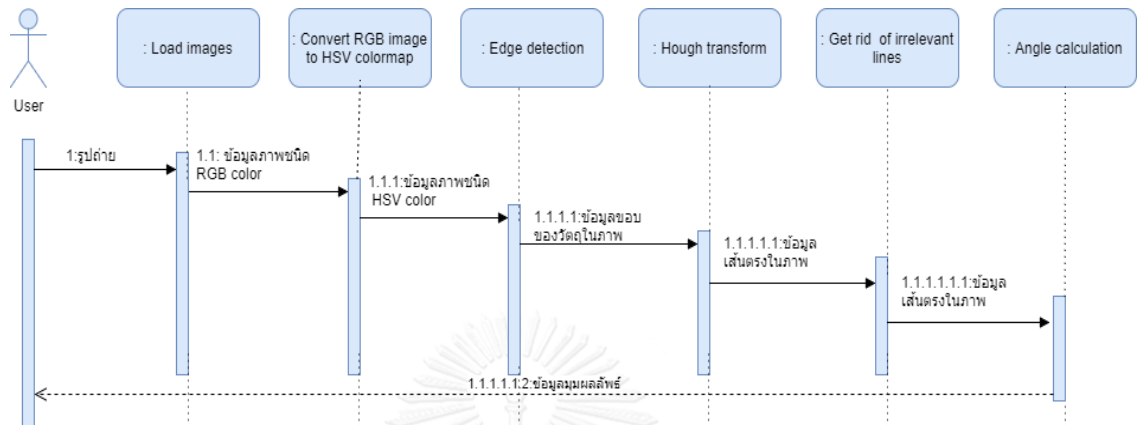 : Load images
: Convert RGB image
to HSV colormap
: Edge detection
: Hough transform
: Get rid of irrelevant
lines
: Angle calculation
User
1:รูปถ่าย
1.1: ข้อมูลภาพชนิด
RGB color
1.1.1:ข้อมูลภาพชนิด
HSV color
1.1.1.1:ข้อมูลขอบ
ของวัตถุในภาพ
1.1.1.1.1:ข้อมูล
เส้นตรงในภาพ
1.1.1.1.1.1:ข้อมูล
เส้นตรงในภาพ
1.1.1.1.1.2:ข้อมูลมุมผลลัพธ์